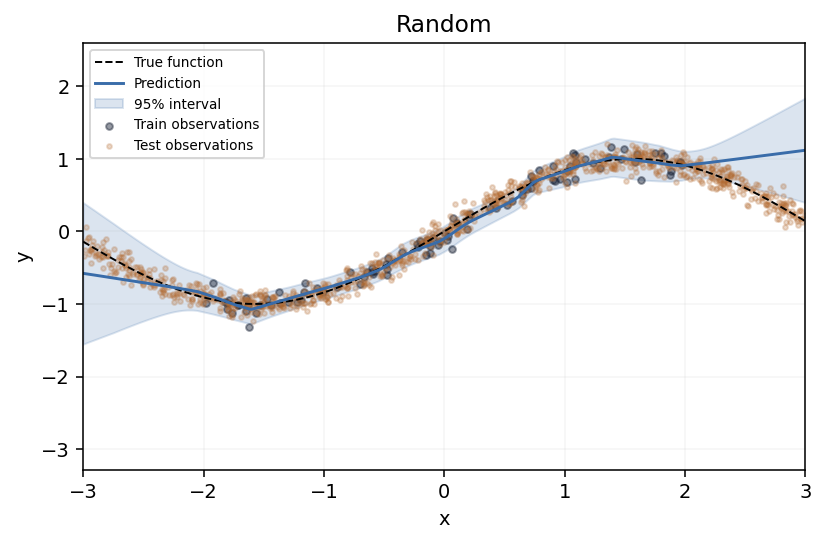 Random
True function
Prediction
95% interval
Train observations
Test observations
2
1
0
−1
−2
−3
y
−3 −2 −1 0 1 2 3
x